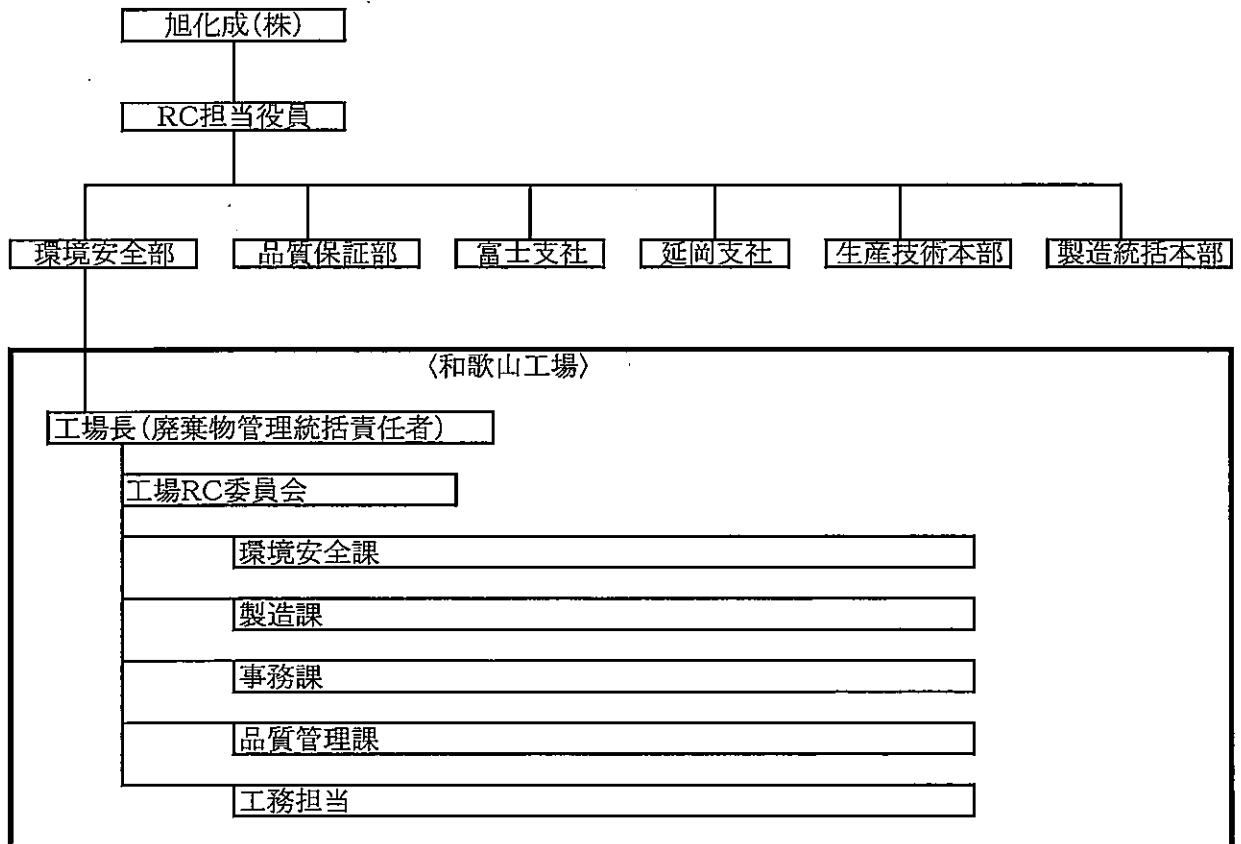 旭化成(株)
RC担当役員
環境安全部 品質保証部 富士支社 延岡支社 生産技術本部 製造統括本部
〈和歌山工場〉
工場長(廃棄物管理統括責任者)
工場RC委員会
環境安全課
製造課
事務課
品質管理課
工務担当